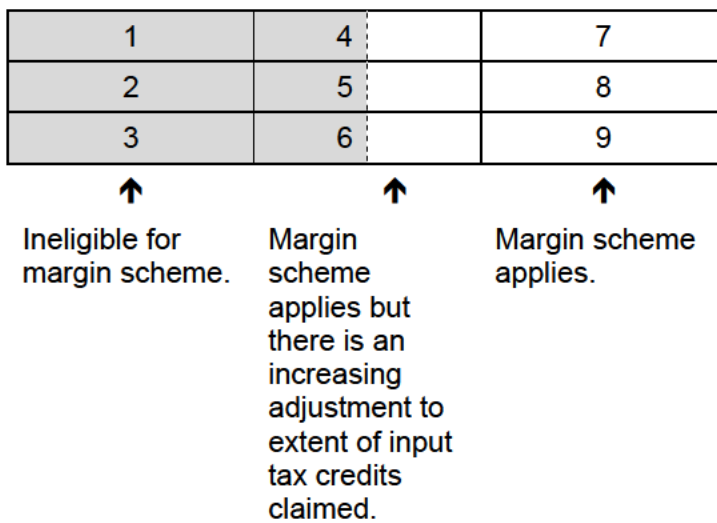 1 4 7
2 5 8
3 6 9
Ineligible for
margin scheme.
Margin
scheme
applies but
there is an
increasing
adjustment to
extent of input
tax credits
claimed.
Margin scheme
applies.